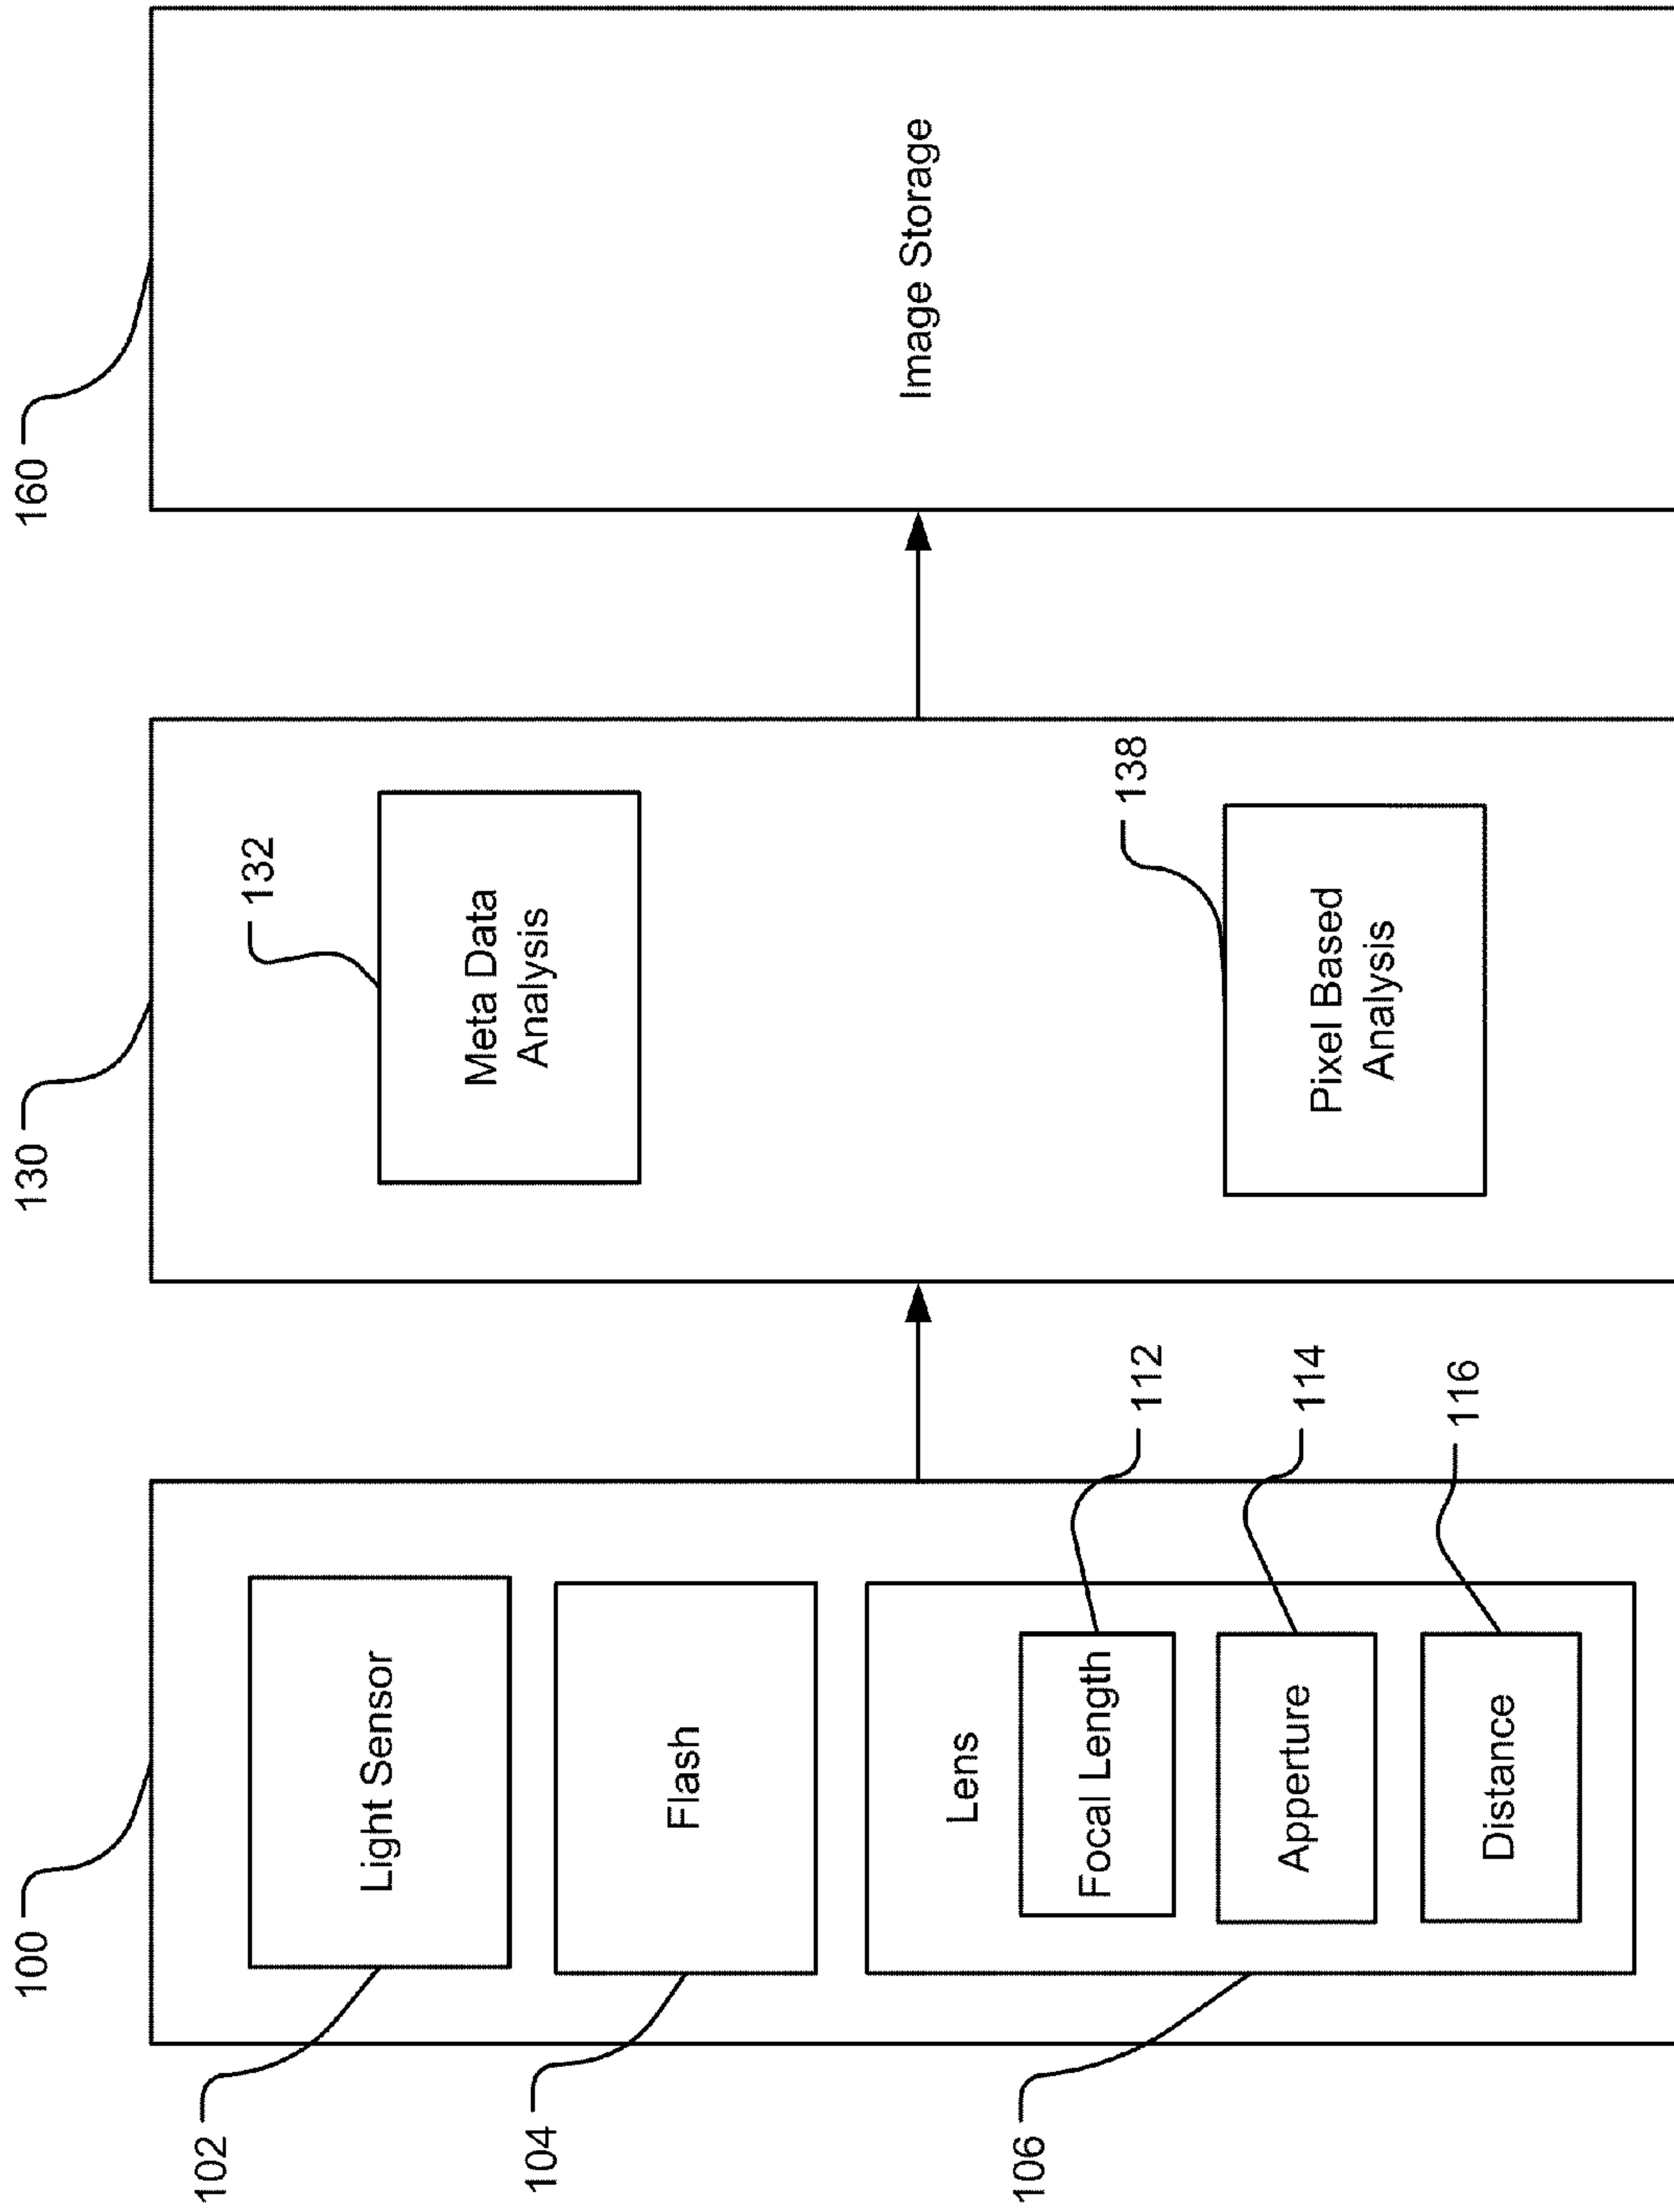 100
102
Light Sensor
104
Flash
106
Lens
Focal Length
112
Apperture
114
Distance
116
130
132
Meta Data
Analysis
138
Pixel Based
Analysis
160
Image Storage